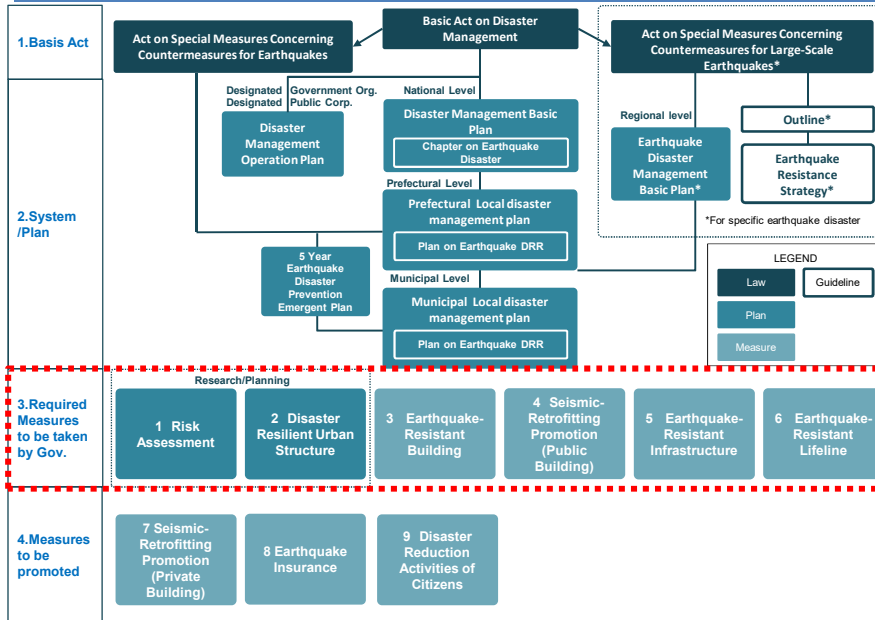 1.Basis Act
Act on Special Measures Concerning
Countermeasures for Earthquakes
Basic Act on Disaster
Management
Act on Special Measures Concerning
Countermeasures for Large-Scale
Earthquakes*
2.System
/Plan
Designated Government Org.
Designated Public Corp.
Disaster
Management
Operation Plan
National Level
Disaster Management Basic
Plan
Chapter on Earthquake
Disaster
Prefectural Level
Prefectural Local disaster
management plan
Plan on Earthquake DRR
5 Year
Earthquake
Disaster
Prevention
Emergent Plan
Municipal Level
Municipal Local disaster
management plan
Plan on Earthquake DRR
Regional level
Earthquake
Disaster
Management
Basic Plan*
Outline*
Earthquake
Resistance
Strategy*
*For specific earthquake disaster
LEGEND
Law
Guideline
Plan
Measure
3.Required
Measures
to be taken
by Gov.
Research/Planning
1 Risk
Assessment
2 Disaster
Resilient Urban
Structure
3 Earthquake-
Resistant
Building
4 Seismic-
Retrofitting
Promotion
(Public
Building)
5 Earthquake-
Resistant
Infrastructure
6 Earthquake-
Resistant
Lifeline
4.Measures
to be
promoted
7 Seismic-
Retrofitting
Promotion
(Private
Building)
8 Earthquake
Insurance
9 Disaster
Reduction
Activities of
Citizens